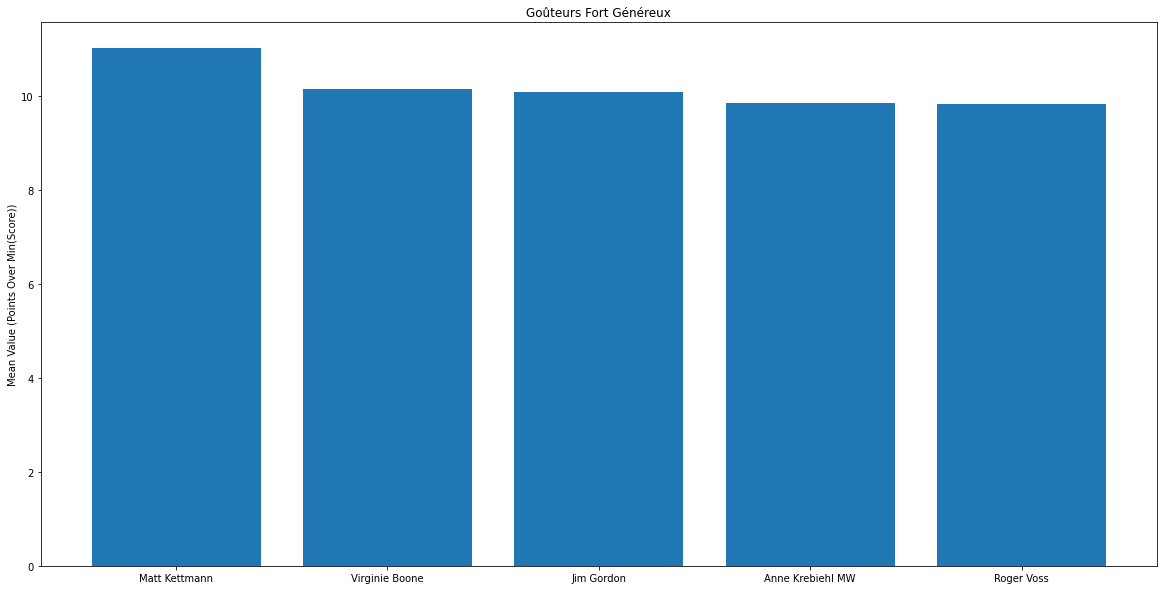 Goûteurs Fort Généreux
Mean Value (Points Over Min(Score))
10
8
6
4
2
0
Matt Kettmann
Virginie Boone
Jim Gordon
Anne Krebiehl MW
Roger Voss